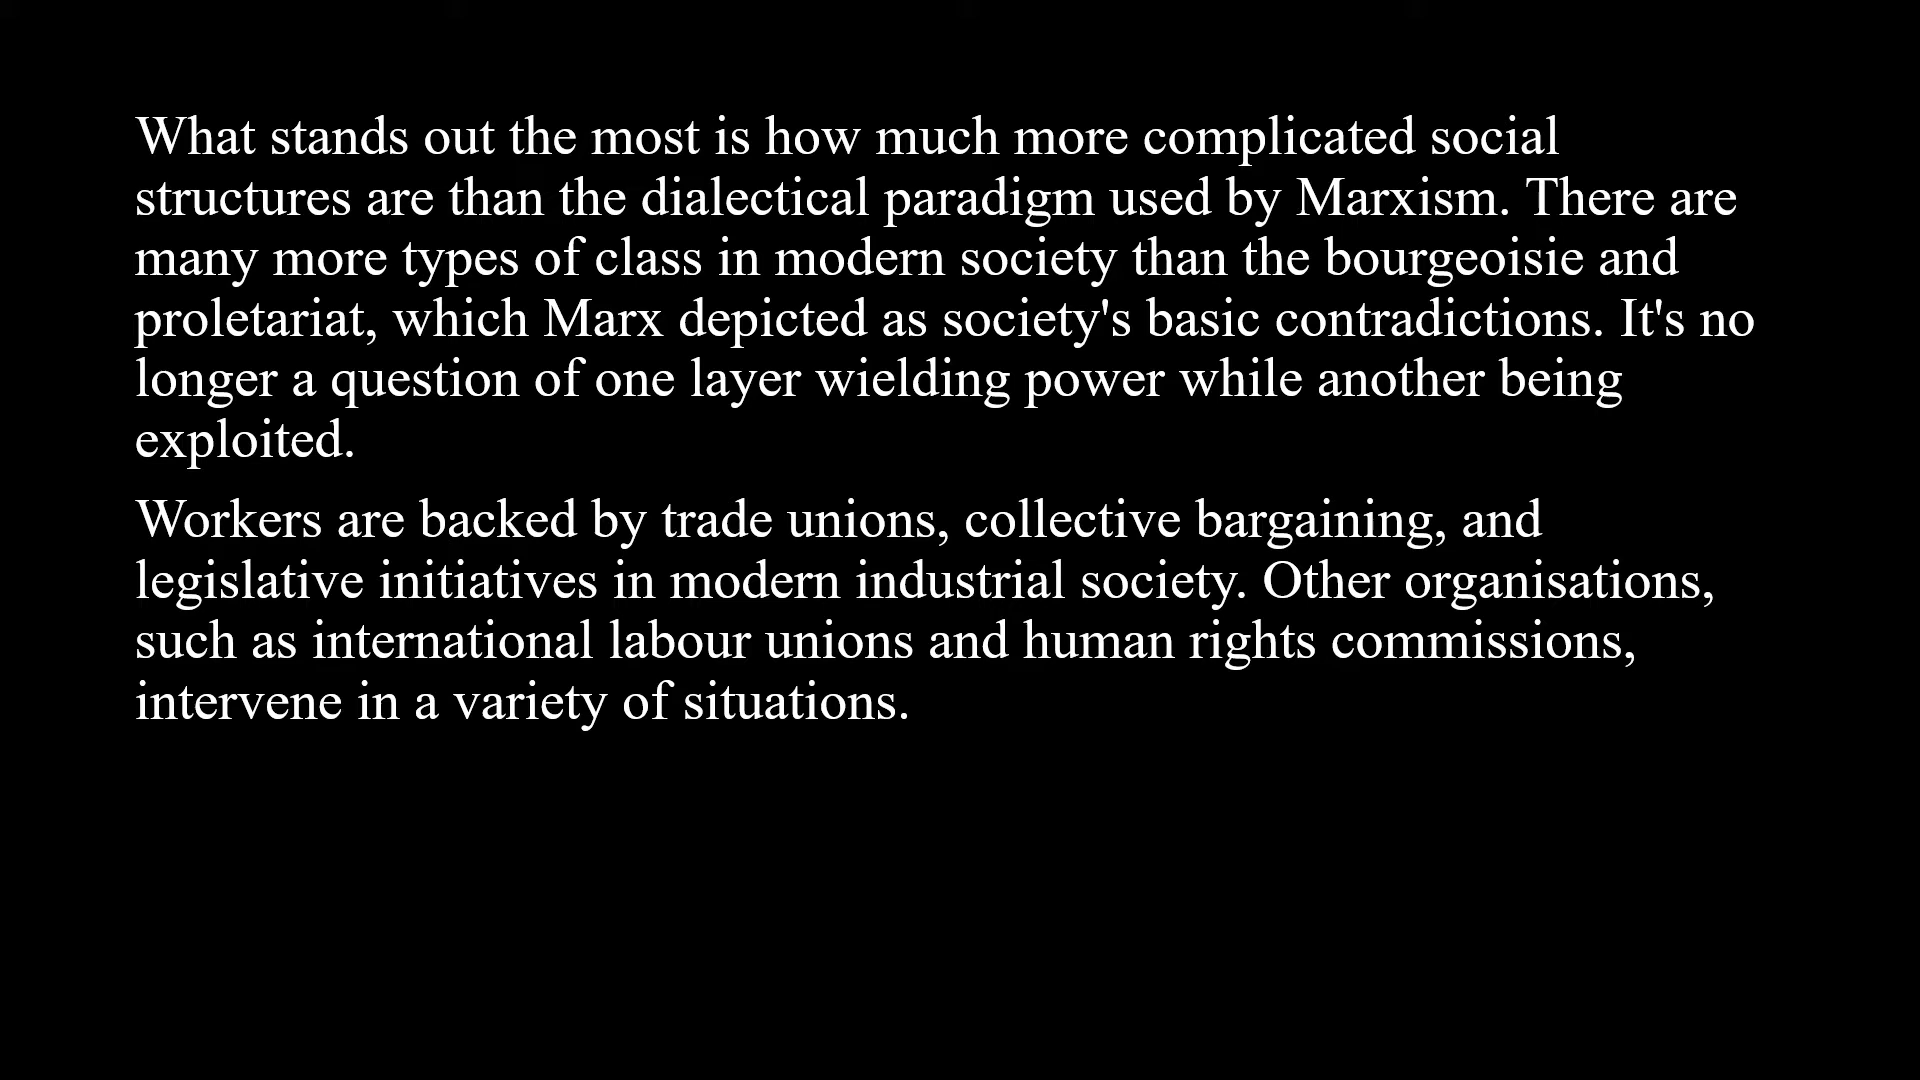 What stands out the most is how much more complicated social
structures are than the dialectical paradigm used by Marxism. There are
many more types of class in modern society than the bourgeoisie and
proletariat, which Marx depicted as society's basic contradictions. It's no
longer a question of one layer wielding power while another being
exploited.
Workers are backed by trade unions, collective bargaining, and
legislative initiatives in modern industrial society. Other organisations,
such as international labour unions and human rights commissions,
intervene in a variety of situations.